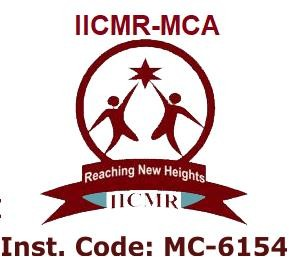 IICMR-MCA
Reaching New Heights
IICMR
Inst. Code: MC-6154